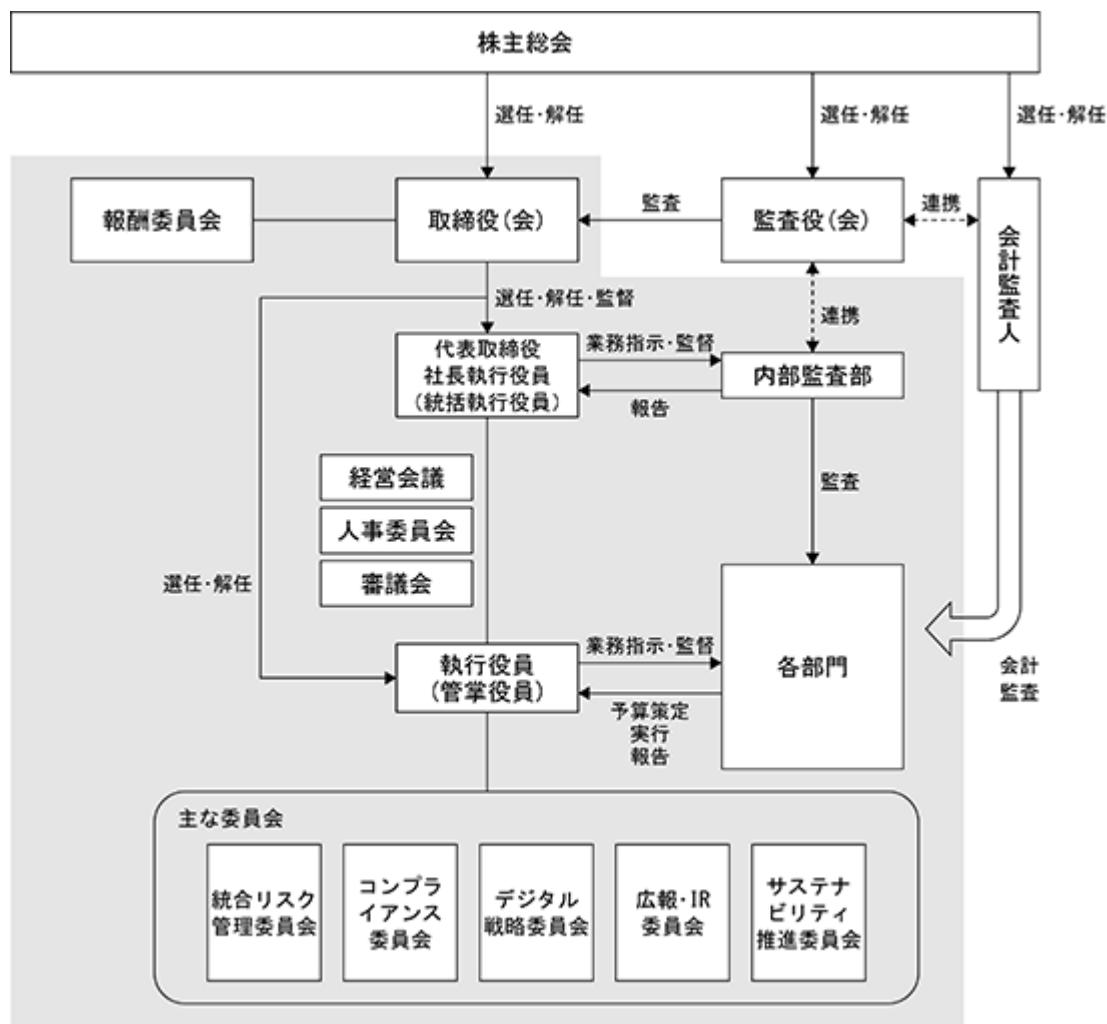 株主総会
選任・解任
選任・解任
選任・解任
報酬委員会
取締役(会)
監査
監査役(会)
連携
会計監査人
選任・解任・監督
連携
代表取締役
社長執行役員
(統括執行役員)
業務指示・監督
報告
内部監査部
経営会議
人事委員会
審議会
監査
選任・解任
執行役員
(管掌役員)
業務指示・監督
予算策定
実行
報告
各部門
会計
監査
主な委員会
統合リスク
管理委員会
コンプラ
イアンス
委員会
デジタル
戦略委員会
広報・IR
委員会
サステナ
ビリティ
推進委員会